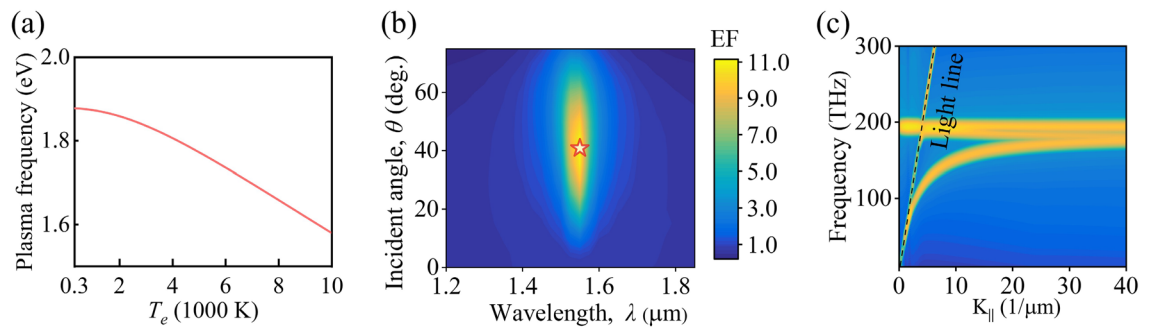 (a)
2.0
1.8
1.6
Plasma frequency (eV)
0.3 2 4 6 8 10
T_e (1000 K)
(b)
60
40
20
0
Incident angle, θ (deg.)
1.2 1.4 1.6 1.8
Wavelength, λ (μm)
EF
11.0
9.0
7.0
5.0
3.0
1.0
(c)
300
200
100
Frequency (THz)
Light line
0 10 20 30 40
K_∥ (1/μm)